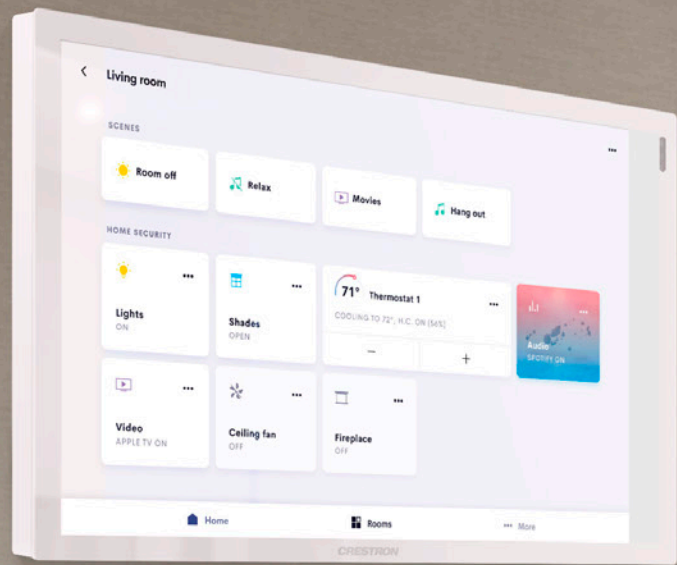 Living room
SCENES
Room off
Relax
Movies
Hang out
HOME SECURITY
Lights
ON
Shades
OPEN
71° Thermostat 1
COOLING TO 72°, H.C. ON (56%)
Audio
SPOTIFY ON
Video
APPLE TV ON
Ceiling fan
OFF
Fireplace
OFF
Home
Rooms
More
CRESTRON